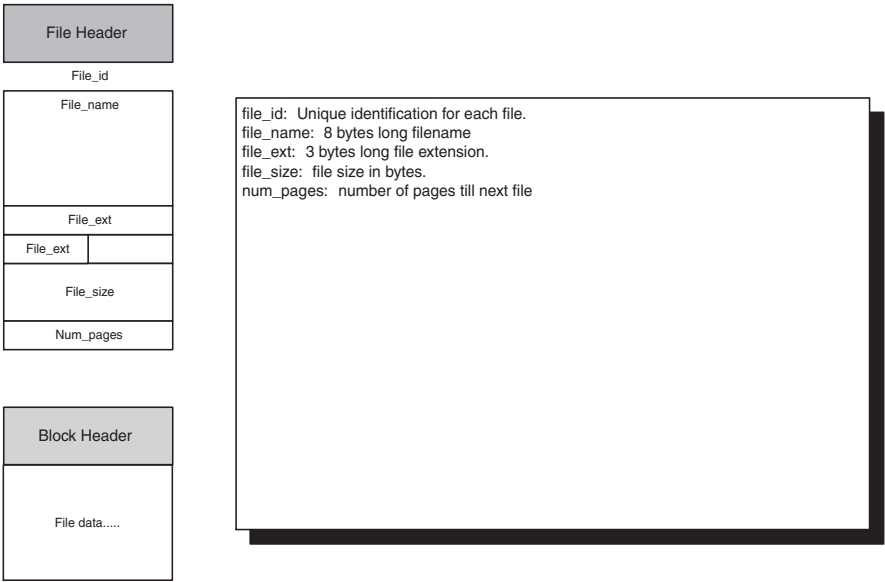 File Header
File_id
File_name
File_ext
File_ext
File_size
Num_pages
Block Header
File data.....
file_id: Unique identification for each file.
file_name: 8 bytes long filename
file_ext: 3 bytes long file extension.
file_size: file size in bytes.
num_pages: number of pages till next file